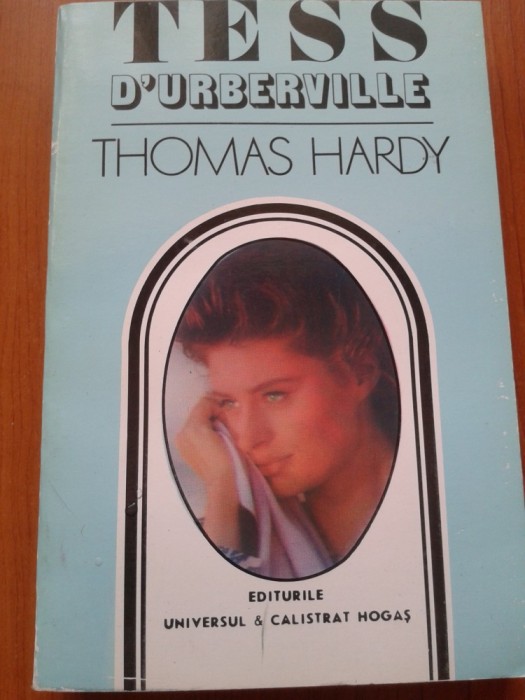 TESS
D'URBERVILLE
THOMAS HARDY
EDITURILE
UNIVERSUL & CALISTRAT HOGAȘ